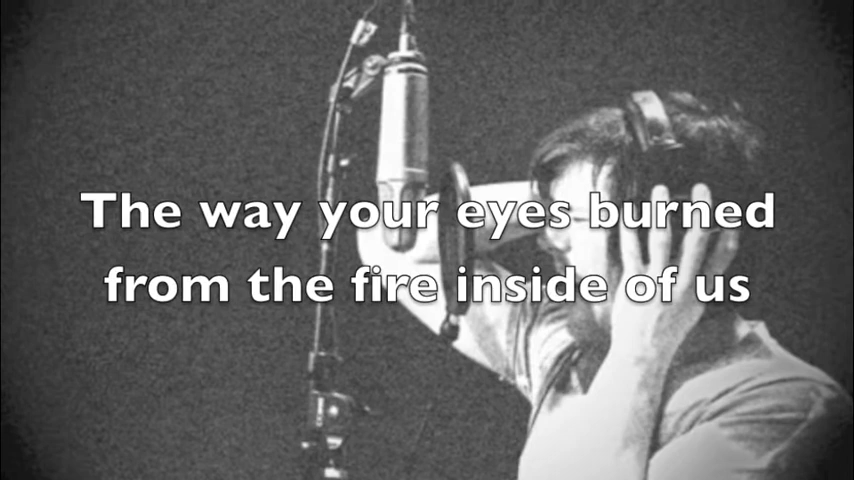 The way your eyes burned
from the fire inside of us